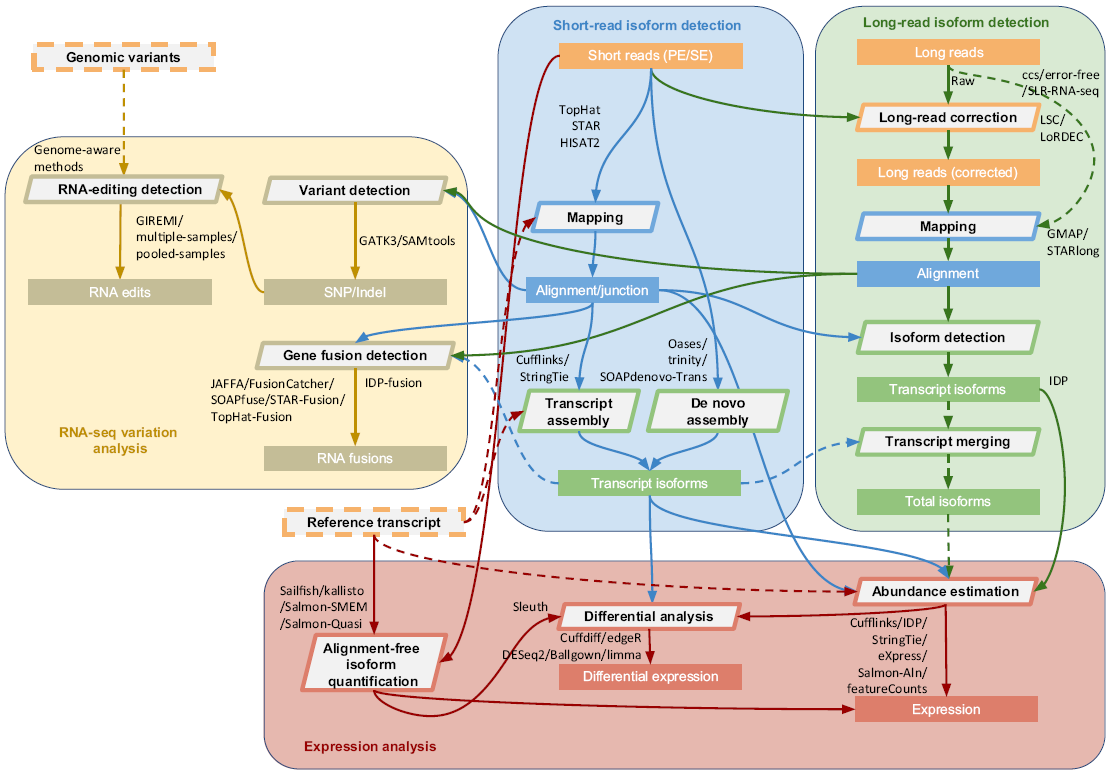 Genomic variants
Genome-aware
methods
RNA-editing detection
Variant detection
GIREMI/
multiple-samples/
pooled-samples
GATK3/SAMtools
RNA edits
SNP/Indel
Gene fusion detection
JAFFA/FusionCatcher/
SOAPfuse/STAR-Fusion/
TopHat-Fusion
IDP-fusion
RNA-seq variation
analysis
RNA fusions
Short-read isoform detection
Short reads (PE/SE)
TopHat
STAR
HISAT2
Mapping
Alignment/junction
Cufflinks/
StringTie
Oases/
trinity/
SOAPdenovo-Trans
Transcript
assembly
De novo
assembly
Transcript isoforms
Long-read isoform detection
Long reads
Raw
ccs/error-free
/SLR-RNA-seq
Long-read correction
LSC/
LoRDEC
Long reads (corrected)
Mapping
GMAP/
STARlong
Alignment
Isoform detection
Transcript isoforms
IDP
Transcript merging
Total isoforms
Reference transcript
Sailfish/kallisto
/Salmon-SMEM
/Salmon-Quasi
Alignment-free
isoform
quantification
Sleuth
Differential analysis
Cuffdiff/edgeR
DESeq2/Ballgown/limma
Differential expression
Abundance estimation
Cufflinks/IDP/
StringTie/
eXpress/
Salmon-Aln/
featureCounts
Expression
Expression analysis